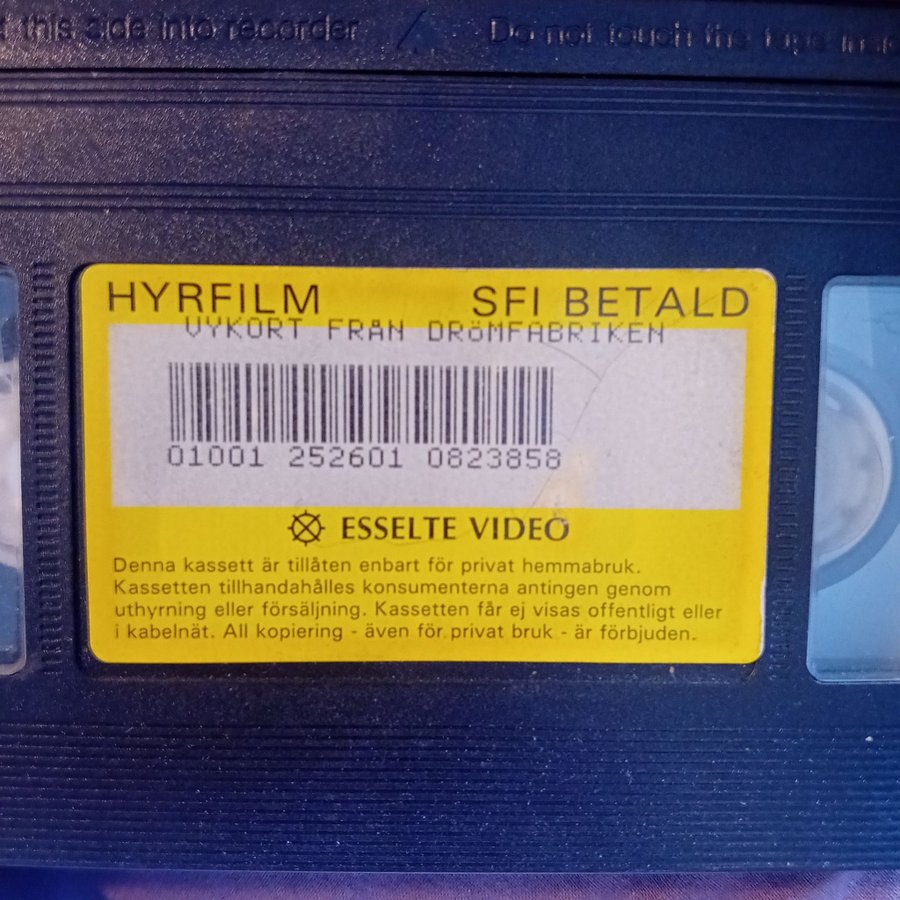 this side into recorder
Do not touch the tape insi
HYRFILM SFI BETALD
VYKORT FRÅN DRÖMFABRIKEN
01001 252601 0823858
ESSELTE VIDEO
Denna kassett är tillåten enbart för privat hemmabruk.
Kassetten tillhandahålles konsumenterna antingen genom
uthyrning eller försäljning. Kassetten får ej visas offentligt eller
i kabelnät. All kopiering - även för privat bruk - är förbjuden.